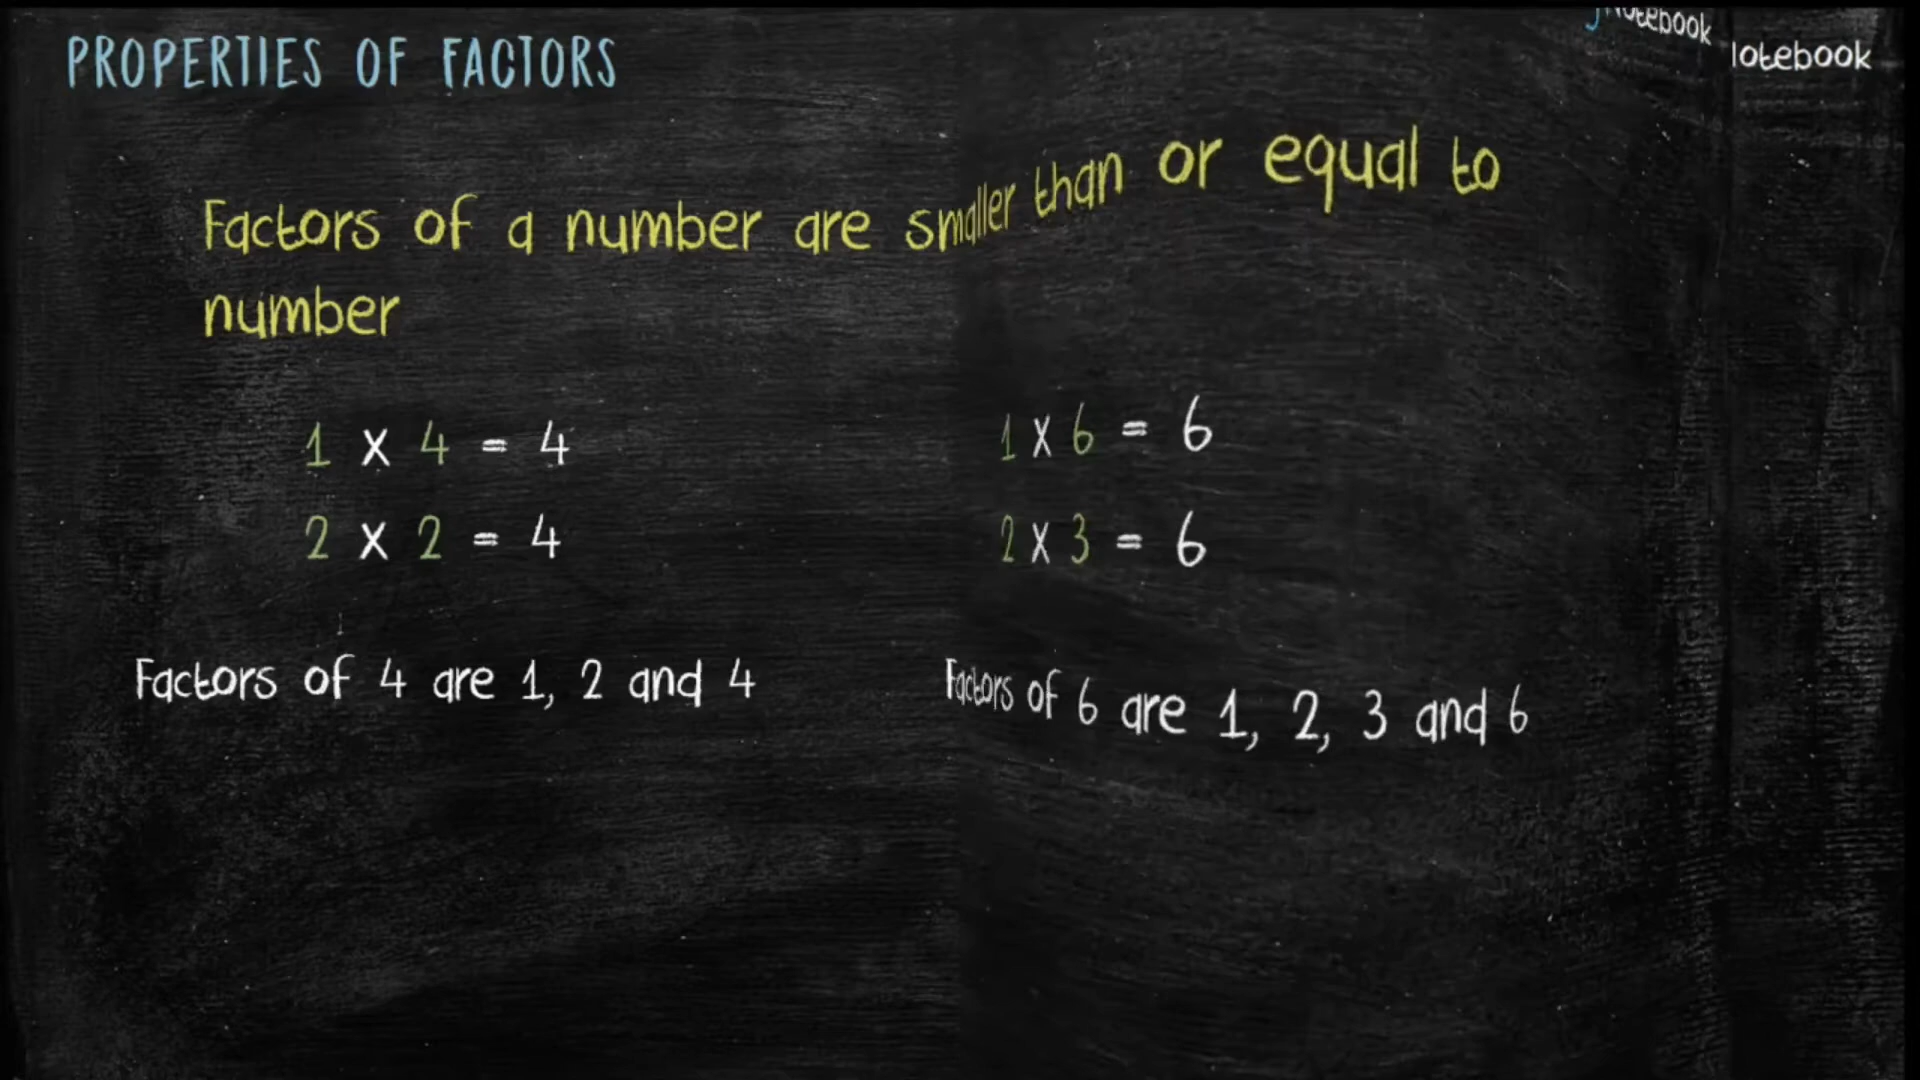 PROPERTIES OF FACTORS
Notebook
Factors of a number are smaller than or equal to
number
1 x 4 = 4
1 x 6 = 6
2 x 2 = 4
2 x 3 = 6
Factors of 4 are 1, 2 and 4
Factors of 6 are 1, 2, 3 and 6